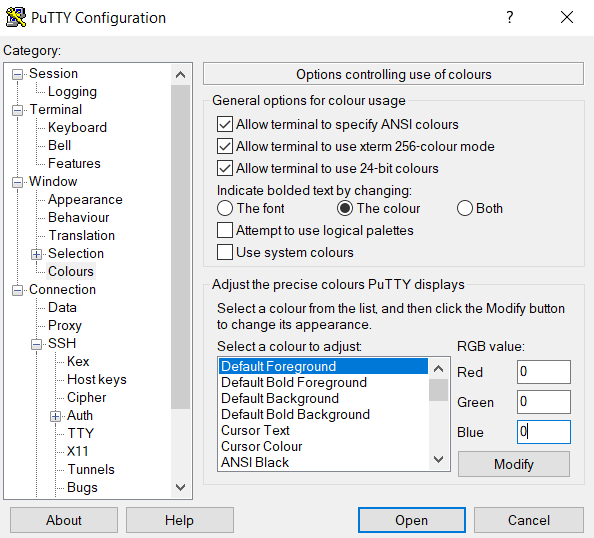 PuTTY Configuration
?
Category:
Session
Logging
Terminal
Keyboard
Bell
Features
Window
Appearance
Behaviour
Translation
Selection
Colours
Connection
Data
Proxy
SSH
Kex
Host keys
Cipher
Auth
TTY
X11
Tunnels
Bugs
Options controlling use of colours
General options for colour usage
Allow terminal to specify ANSI colours
Allow terminal to use xterm 256-colour mode
Allow terminal to use 24-bit colours
Indicate bolded text by changing:
The font The colour Both
Attempt to use logical palettes
Use system colours
Adjust the precise colours PuTTY displays
Select a colour from the list, and then click the Modify button
to change its appearance.
Select a colour to adjust:
Default Foreground
Default Bold Foreground
Default Background
Default Bold Background
Cursor Text
Cursor Colour
ANSI Black
RGB value:
Red 0
Green 0
Blue 0
Modify
About Help Open Cancel